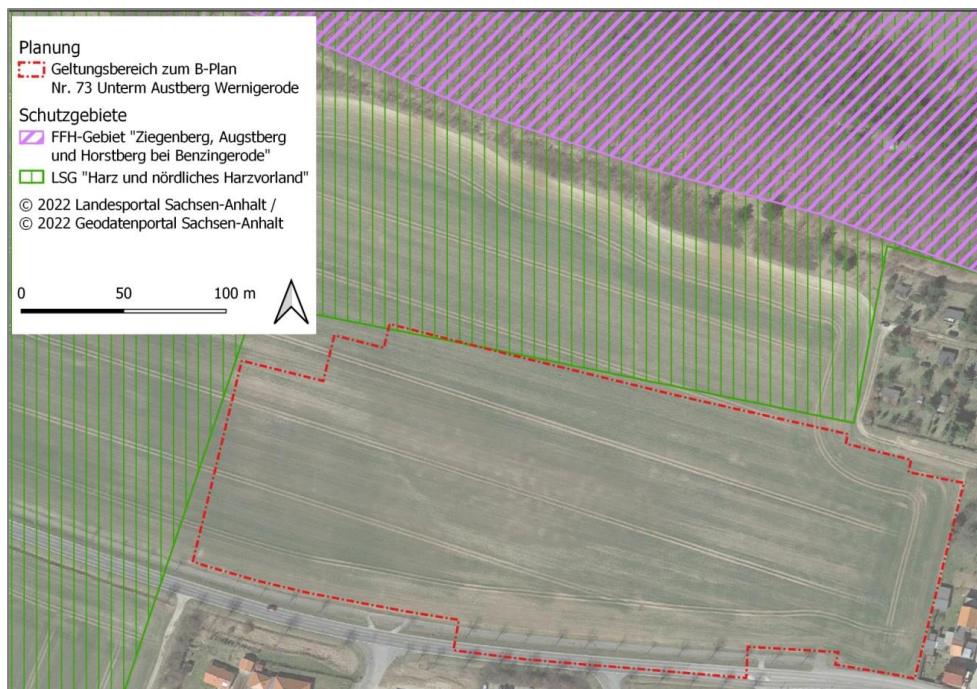 Planung
Geltungsbereich zum B-Plan
Nr. 73 Unterm Austberg Wernigerode
Schutzgebiete
FFH-Gebiet "Ziegenberg, Augstberg
und Horstberg bei Benzingerode"
LSG "Harz und nördliches Harzvorland"
© 2022 Landesportal Sachsen-Anhalt /
© 2022 Geodatenportal Sachsen-Anhalt
0 50 100 m